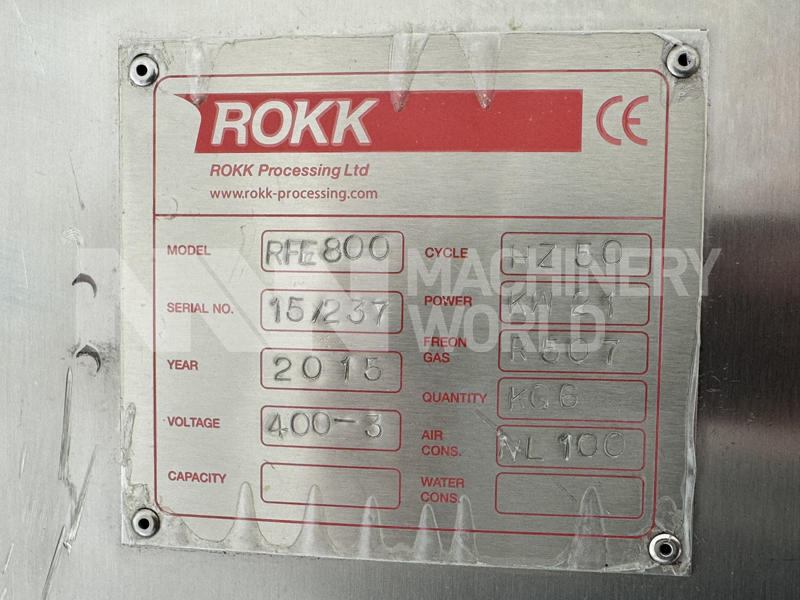 ROKK
CE
ROKK Processing Ltd
www.rokk-processing.com
MODEL RFE800
CYCLE HZ 50
SERIAL NO. 15/237
POWER KW 21
YEAR 2015
FREON GAS R507
VOLTAGE 400-3
QUANTITY KG6
CAPACITY
AIR CONS. NL 100
WATER CONS.
MACHINERY
WORLD